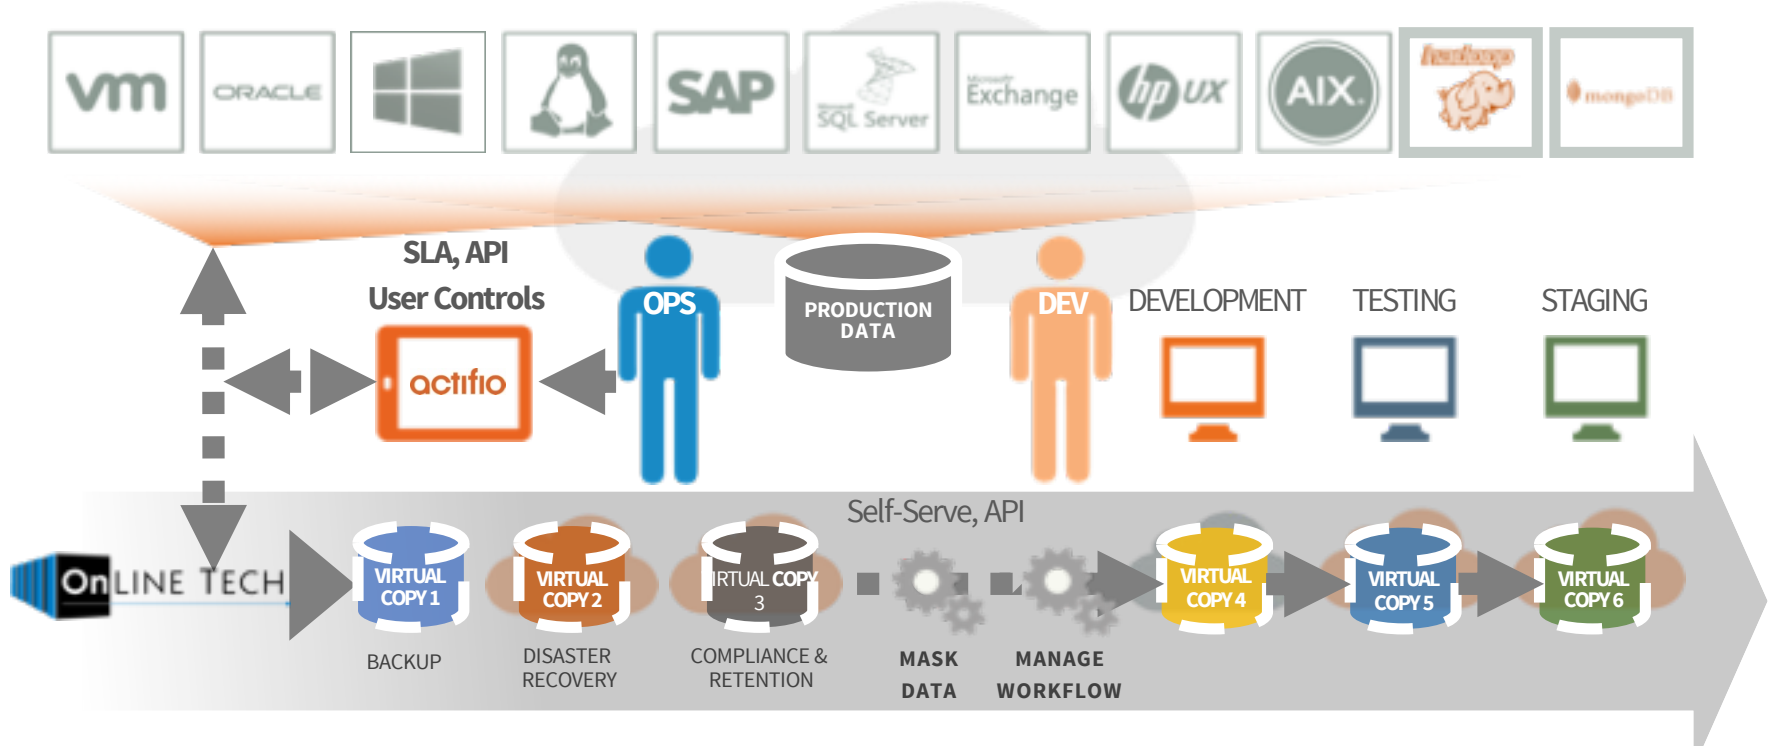 vm
ORACLE
SAP
Microsoft
SQL Server
Microsoft
Exchange
hp UX
AIX
hadoop
mongoDB
SLA, API
User Controls
actifio
OPS
PRODUCTION
DATA
DEV
DEVELOPMENT
TESTING
STAGING
Self-Serve, API
OnLINE TECH
VIRTUAL
COPY 1
VIRTUAL
COPY 2
IRTUAL COPY
3
VIRTUAL
COPY 4
VIRTUAL
COPY 5
VIRTUAL
COPY 6
BACKUP
DISASTER
RECOVERY
COMPLIANCE &
RETENTION
MASK
DATA
MANAGE
WORKFLOW